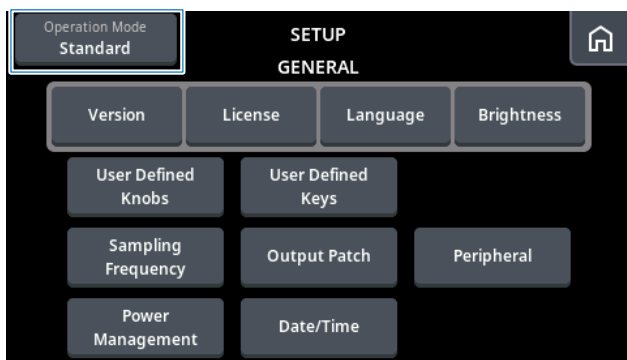 Operation Mode
Standard
SETUP
GENERAL
Version
License
Language
Brightness
User Defined
Knobs
User Defined
Keys
Sampling
Frequency
Output Patch
Peripheral
Power
Management
Date/Time